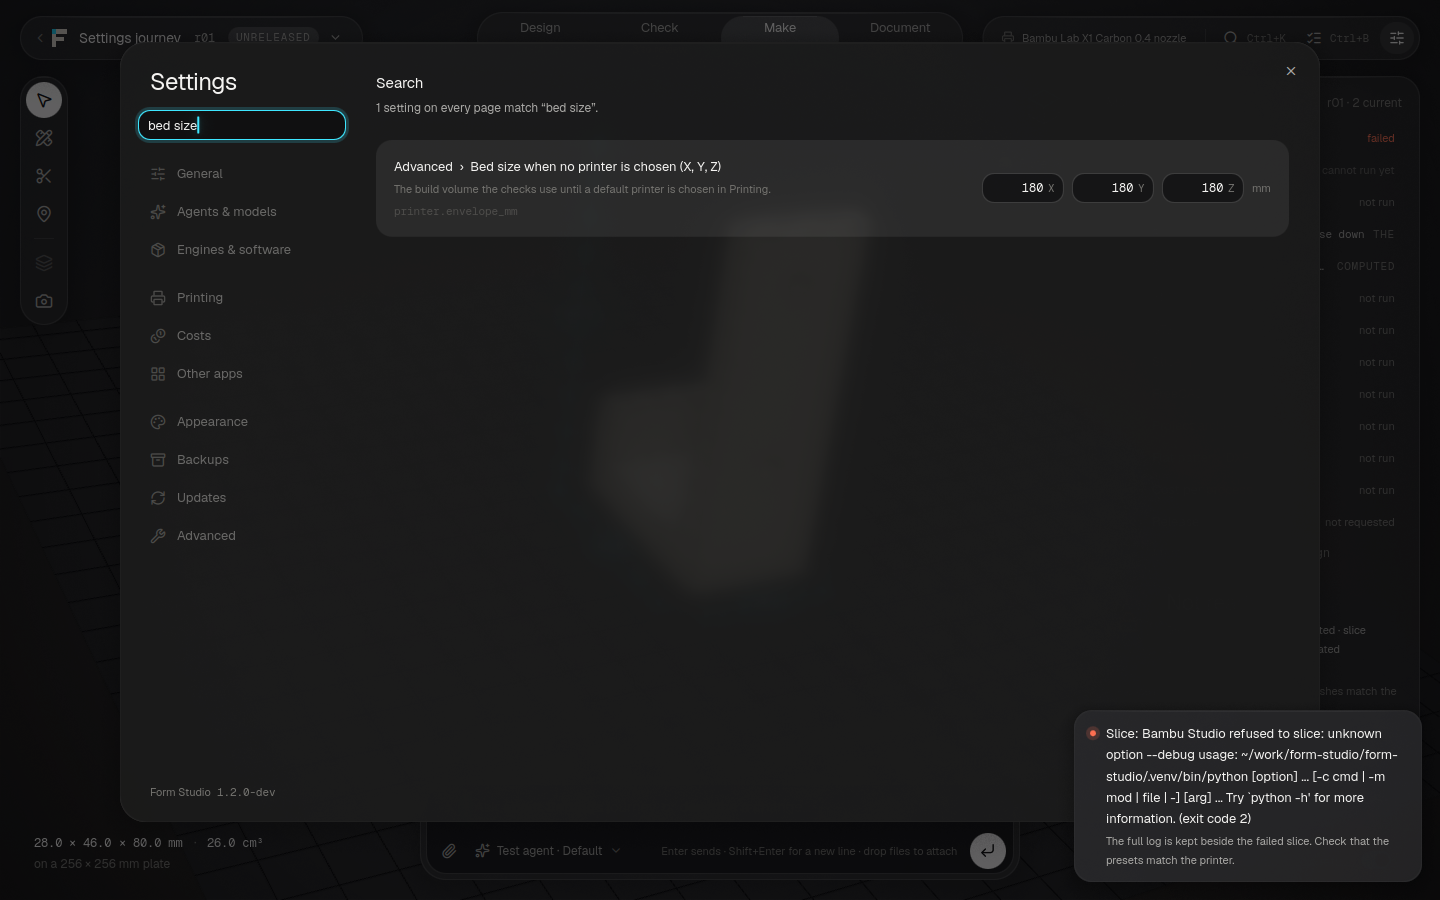 Settings journey r01 UNRELEASED
Design Check Make Document
Bambu Lab X1 Carbon 0.4 nozzle Ctrl+K Ctrl+B
Settings
bed size
General
Agents & models
Engines & software
Printing
Costs
Other apps
Appearance
Backups
Updates
Advanced
Form Studio 1.2.0-dev
Search
1 setting on every page match “bed size”.
Advanced › Bed size when no printer is chosen (X, Y, Z)
The build volume the checks use until a default printer is chosen in Printing.
printer.envelope_mm
180 X 180 Y 180 Z mm
r01 · 2 current
failed
cannot run yet
not run
se down THE
COMPUTED
not run
not run
not run
not run
not run
not run
not run
not requested
ted · slice
ated
shes match the
Slice: Bambu Studio refused to slice: unknown
option --debug usage: ~/work/form-studio/form-
studio/.venv/bin/python [option] ... [-c cmd | -m
mod | file | -] [arg] ... Try `python -h' for more
information. (exit code 2)
The full log is kept beside the failed slice. Check that the
presets match the printer.
28.0 × 46.0 × 80.0 mm · 26.0 cm³
on a 256 × 256 mm plate
Test agent · Default
Enter sends · Shift+Enter for a new line · drop files to attach